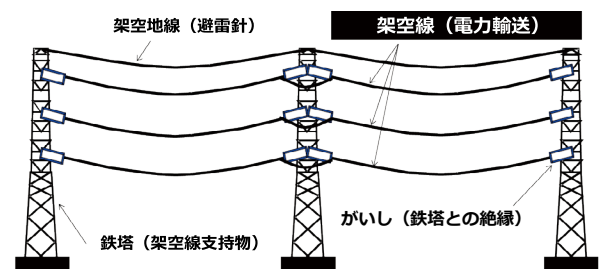 架空地線（避雷針）
架空線（電力輸送）
がいし（鉄塔との絶縁）
鉄塔（架空線支持物）